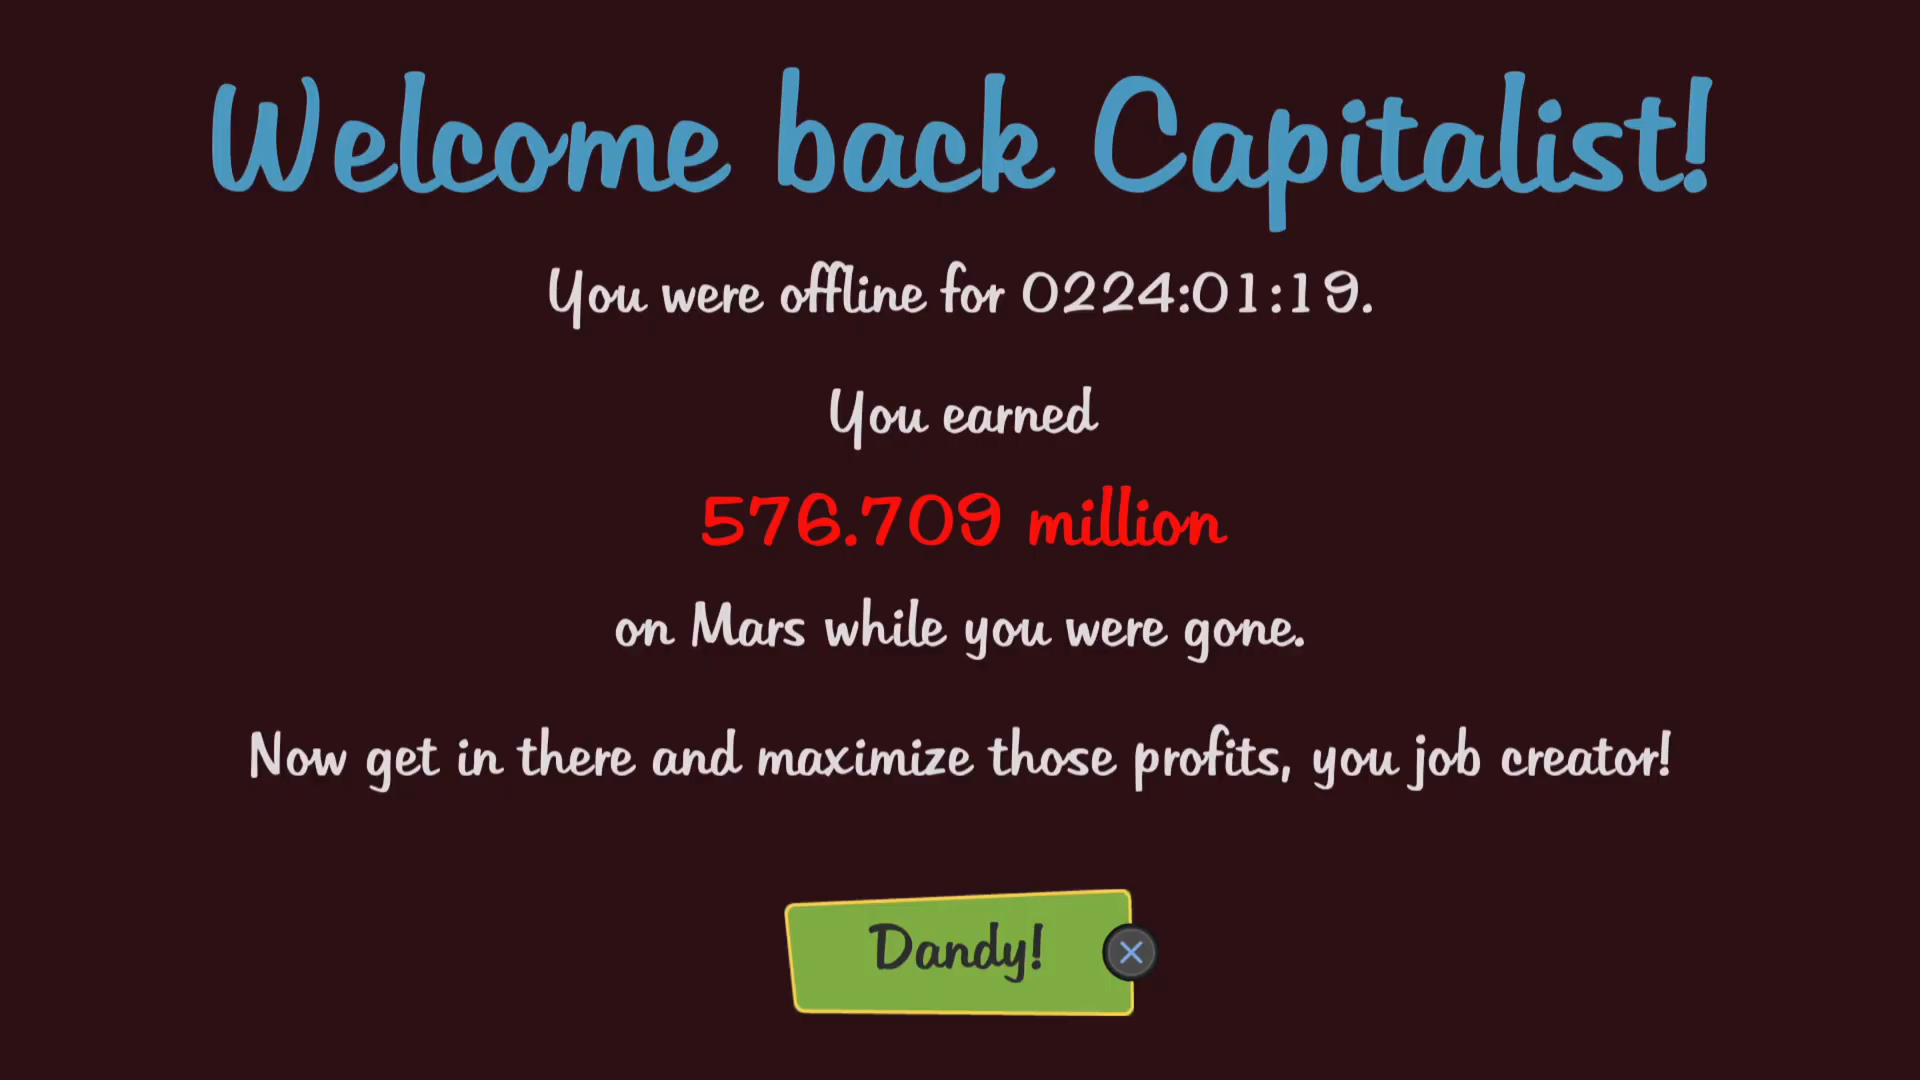 Welcome back Capitalist!
You were offline for 0224:01:19.
You earned
576.709 million
on Mars while you were gone.
Now get in there and maximize those profits, you job creator!
Dandy!